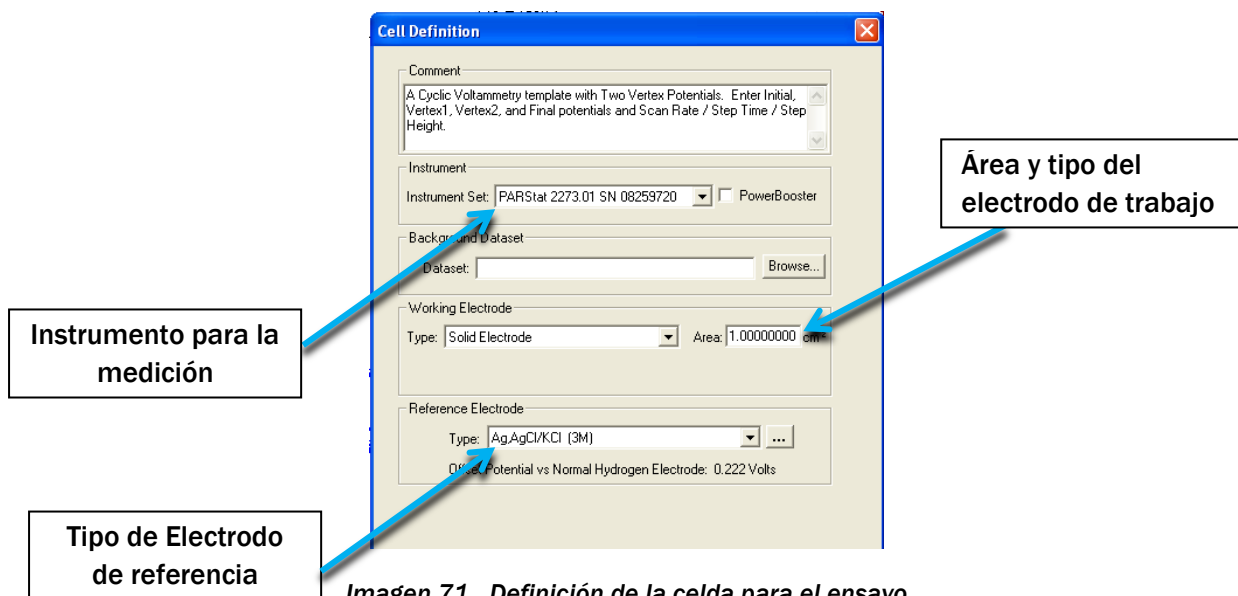 Cell Definition
Comment
A Cyclic Voltammetry template with Two Vertex Potentials. Enter Initial,
Vertex1, Vertex2, and Final potentials and Scan Rate / Step Time / Step
Height.
Instrument
Instrument Set: PARStat 2273.01 SN 08259720 PowerBooster
Background Dataset
Dataset: Browse...
Working Electrode
Type: Solid Electrode Area: 1.00000000 cm²
Reference Electrode
Type: Ag,AgCl/KCl (3M) ...
Offset Potential vs Normal Hydrogen Electrode: 0.222 Volts
Área y tipo del
electrodo de trabajo
Instrumento para la
medición
Tipo de Electrodo
de referencia
Imagen 71. Definición de la celda para el ensayo